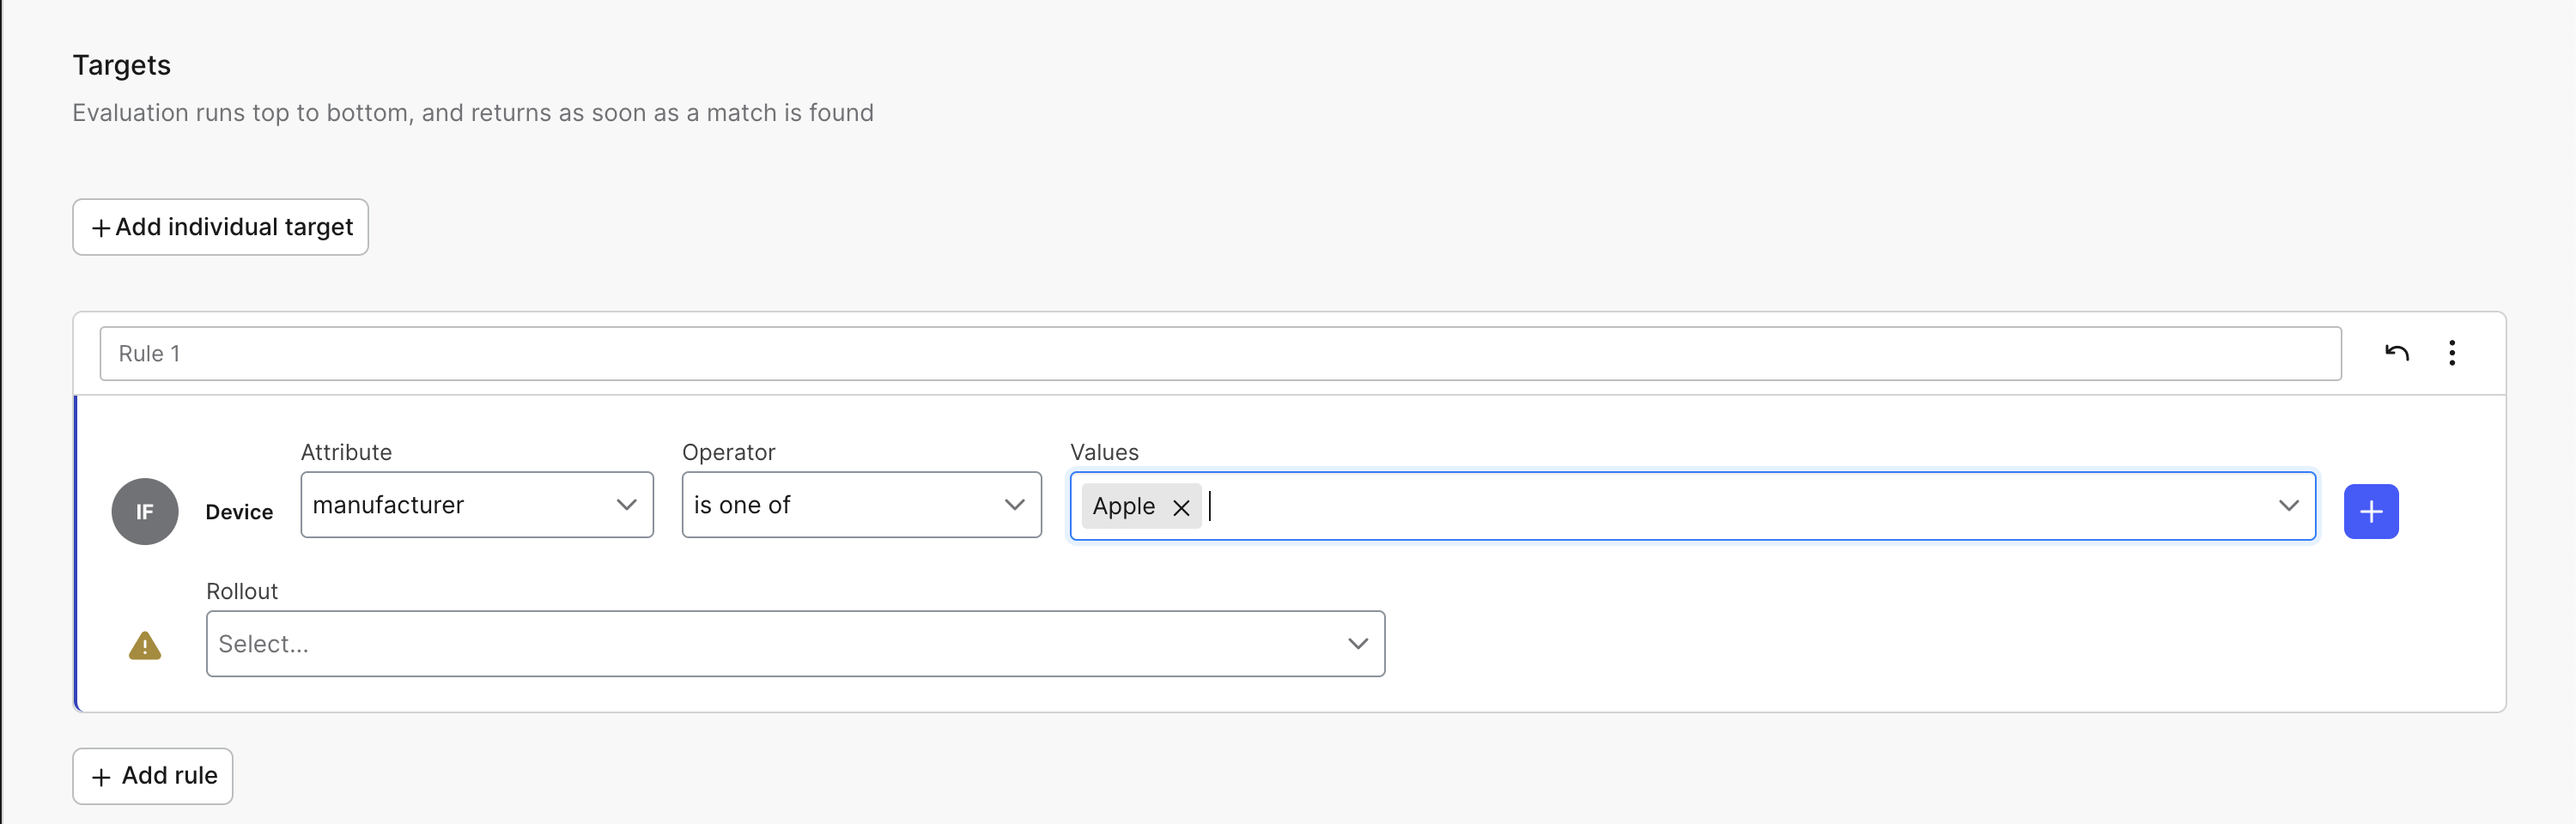 Targets
Evaluation runs top to bottom, and returns as soon as a match is found
+ Add individual target
Rule 1
Attribute Operator Values
IF Device manufacturer is one of Apple
Rollout
Select...
+ Add rule